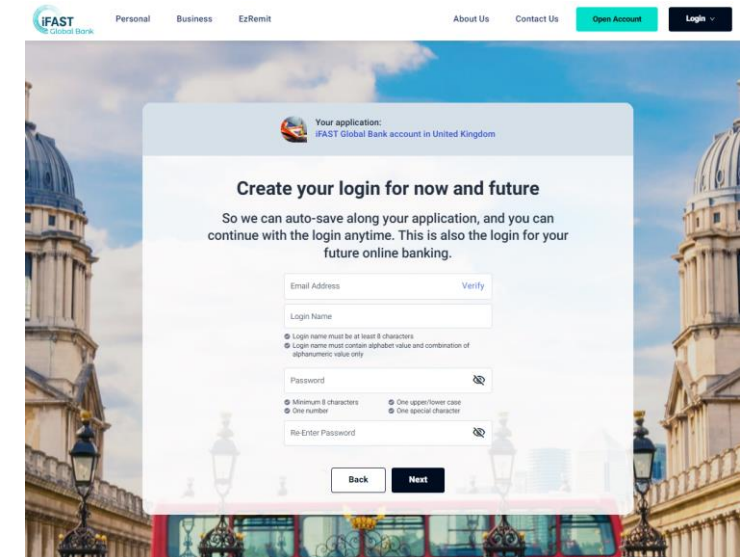 iFAST
Global Bank
Personal
Business
EzRemit
About Us
Contact Us
Open Account
Login
Your application:
iFAST Global Bank account in United Kingdom
Create your login for now and future
So we can auto-save along your application, and you can
continue with the login anytime. This is also the login for your
future online banking.
Email Address
Verify
Login Name
Login name must be at least 8 characters
Login name must contain alphabet value and combination of
alphanumeric value only
Password
Minimum 8 characters
One upper/lower case
One number
One special character
Re-Enter Password
Back
Next